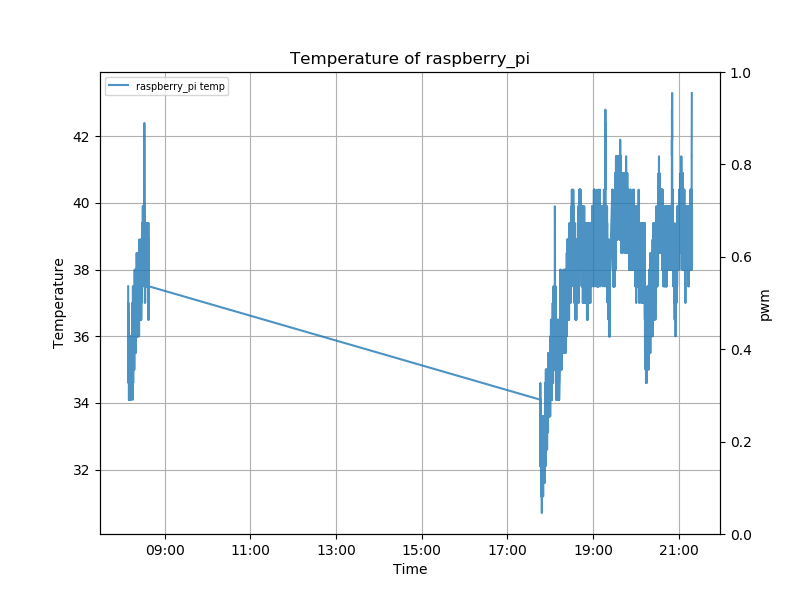 Temperature of raspberry_pi
raspberry_pi temp
42
40
38
36
34
32
Temperature
1.0
0.8
0.6
0.4
0.2
0.0
pwm
09:00 11:00 13:00 15:00 17:00 19:00 21:00
Time